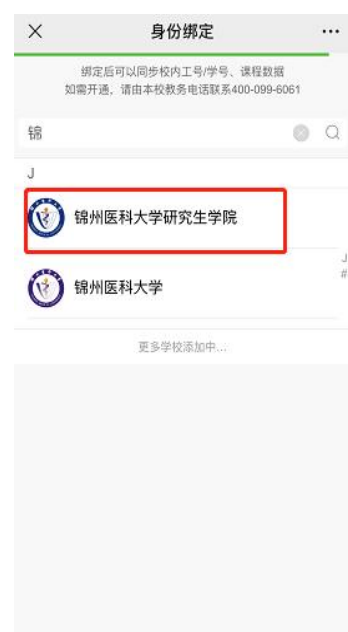 身份绑定
绑定后可以同步校内工号/学号、课程数据
如需开通，请由本校教务电话联系400-099-6061
锦
J
锦州医科大学研究生学院
J
#
锦州医科大学
更多学校添加中...